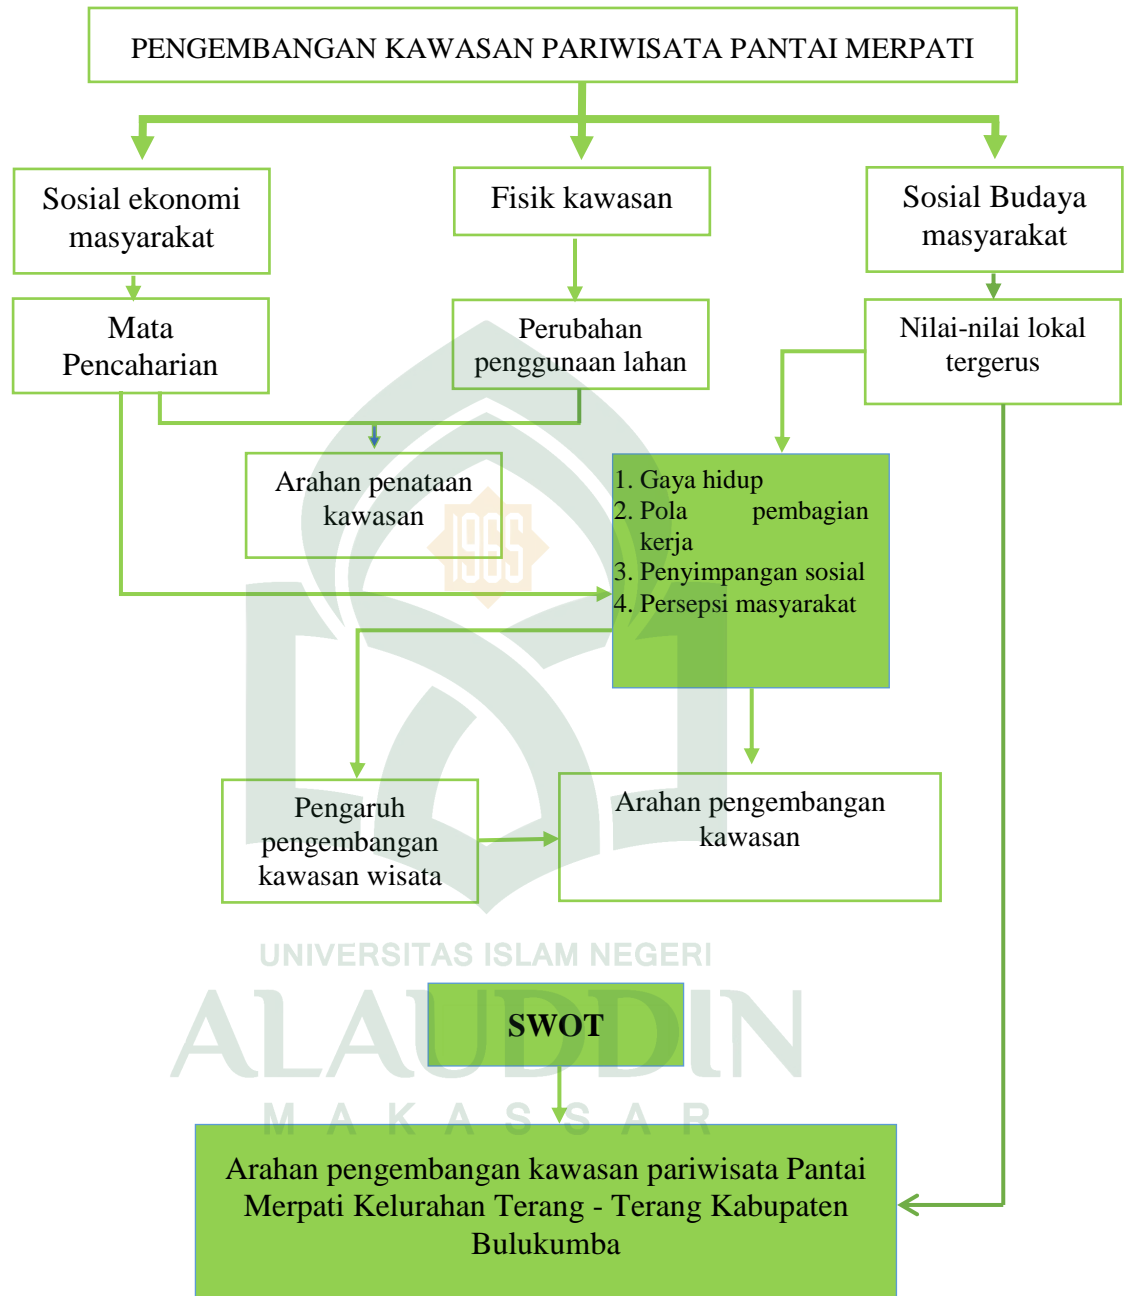 PENGEMBANGAN KAWASAN PARIWISATA PANTAI MERPATI
Sosial ekonomi
masyarakat
Fisik kawasan
Sosial Budaya
masyarakat
Mata
Pencaharian
Perubahan
penggunaan lahan
Nilai-nilai lokal
tergerus
Arahan penataan
kawasan
1. Gaya hidup
2. Pola pembagian
kerja
3. Penyimpangan sosial
4. Persepsi masyarakat
1965
Pengaruh
pengembangan
kawasan wisata
Arahan pengembangan
kawasan
UNIVERSITAS ISLAM NEGERI
ALAUDDIN
MAKASSAR
SWOT
Arahan pengembangan kawasan pariwisata Pantai
Merpati Kelurahan Terang - Terang Kabupaten
Bulukumba